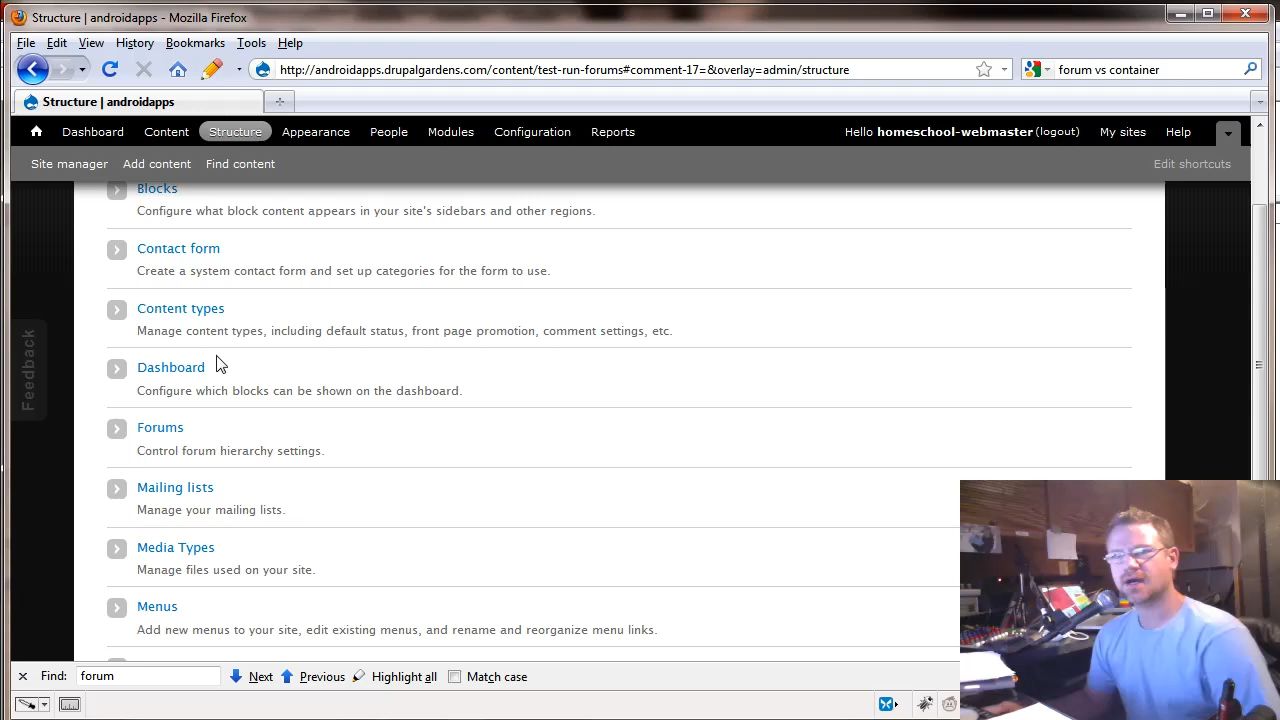 Structure | androidapps - Mozilla Firefox
File Edit View History Bookmarks Tools Help
http://androidapps.drupalgardens.com/content/test-run-forums#comment-17=&overlay=admin/structure
forum vs container
Structure | androidapps
Dashboard Content Structure Appearance People Modules Configuration Reports Hello homeschool-webmaster (logout) My sites Help
Site manager Add content Find content Edit shortcuts
Blocks
Configure what block content appears in your site's sidebars and other regions.
Contact form
Create a system contact form and set up categories for the form to use.
Content types
Manage content types, including default status, front page promotion, comment settings, etc.
Feedback
Dashboard
Configure which blocks can be shown on the dashboard.
Forums
Control forum hierarchy settings.
Mailing lists
Manage your mailing lists.
Media Types
Manage files used on your site.
Menus
Add new menus to your site, edit existing menus, and rename and reorganize menu links.
Find: forum Next Previous Highlight all Match case